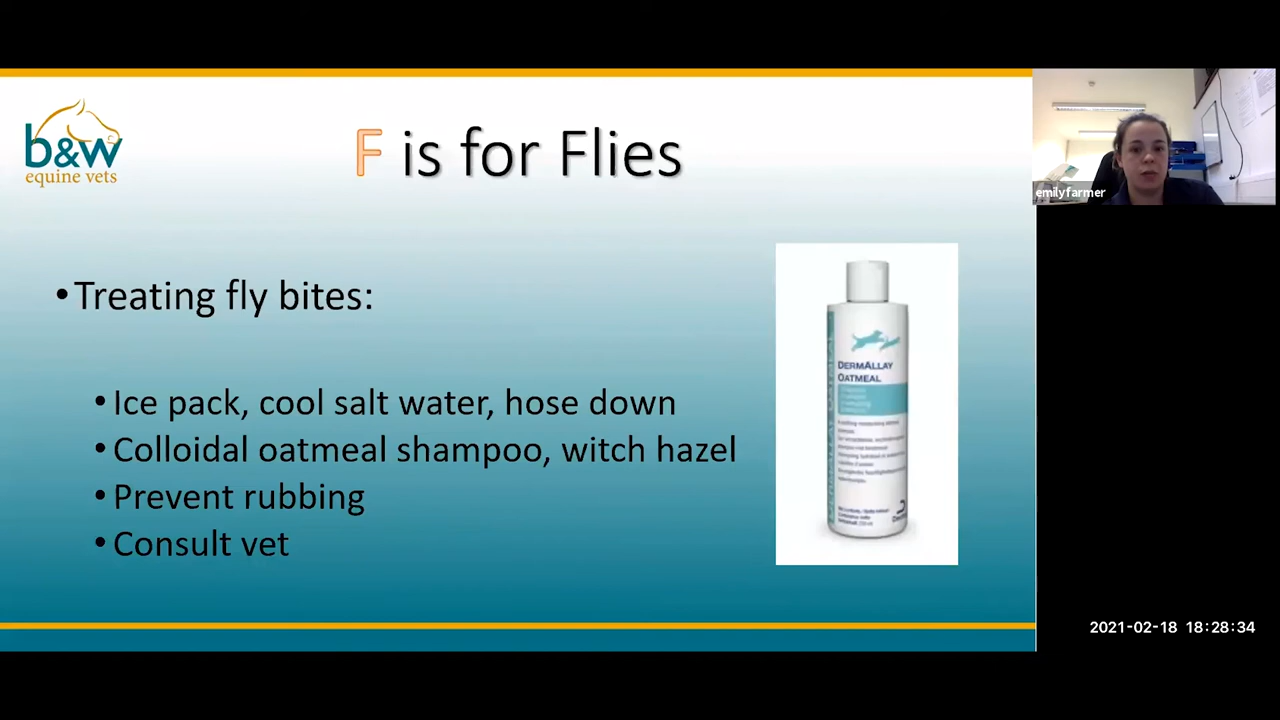 b&w
equine vets
F is for Flies
emilyfarmer
•Treating fly bites:
•Ice pack, cool salt water, hose down
•Colloidal oatmeal shampoo, witch hazel
•Prevent rubbing
•Consult vet
DERMALLAY
OATMEAL
2021-02-18 18:28:34